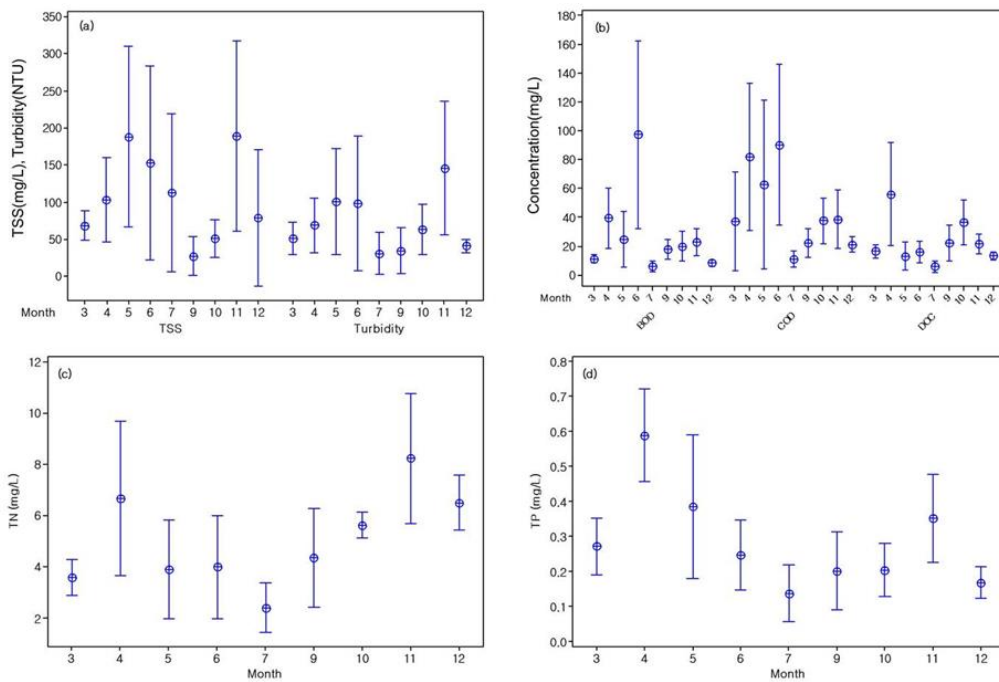 (a)
TSS(mg/L), Turbidity(NTU)
350
300
250
200
150
100
50
0
Month
3 4 5 6 7 9 10 11 12 3 4 5 6 7 9 10 11 12
TSS Turbidity
(b)
Concentration(mg/L)
180
160
140
120
100
80
60
40
20
0
Month
3 4 5 6 7 9 10 11 12 3 4 5 6 7 9 10 11 12 3 4 5 6 7 9 10 11 12
BOD COD DOC
(c)
TN (mg/L)
12
10
8
6
4
2
3 4 5 6 7 9 10 11 12
Month
(d)
TP (mg/L)
0.8
0.7
0.6
0.5
0.4
0.3
0.2
0.1
0.0
3 4 5 6 7 9 10 11 12
Month